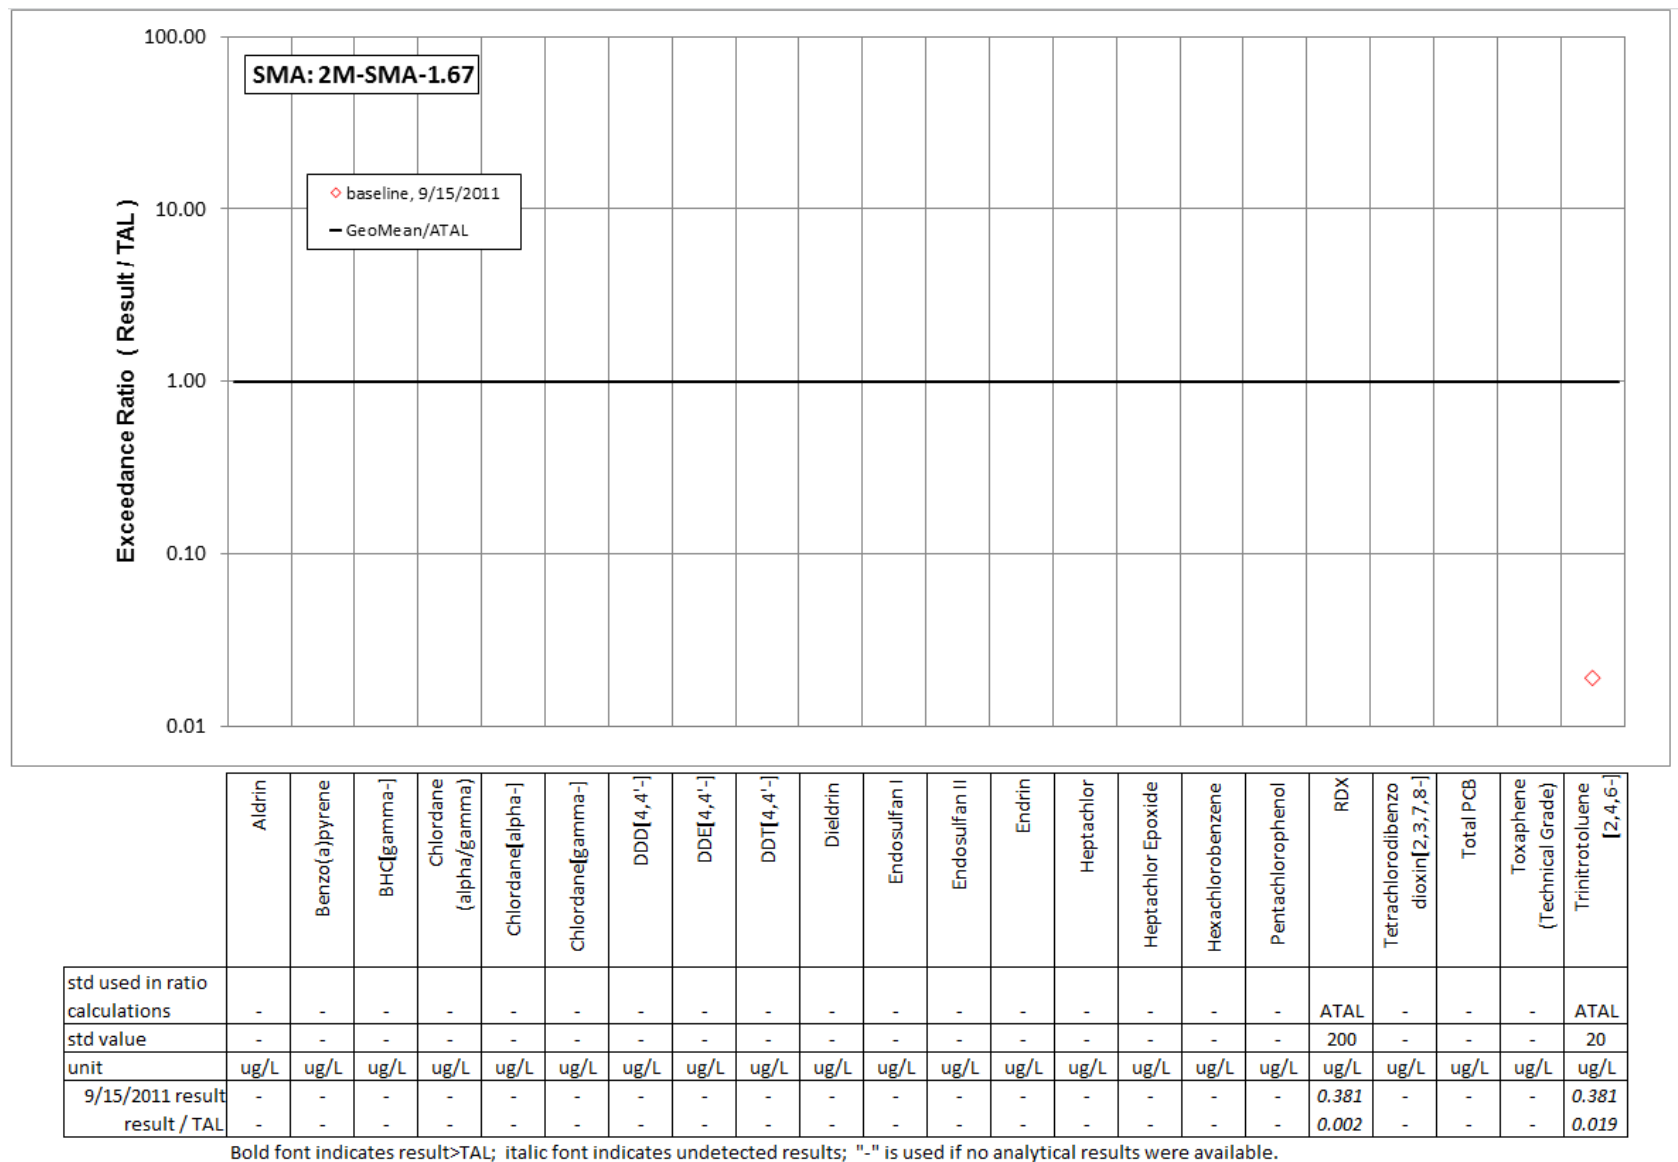 100.00
SMA: 2M-SMA-1.67
baseline, 9/15/2011
GeoMean/ATAL
10.00
1.00
0.10
0.01
Exceedance Ratio ( Result / TAL )
Aldrin
Benzo(a)pyrene
BHC[gamma-]
Chlordane
(alpha/gamma)
Chlordane[alpha-]
Chlordane[gamma-]
DDD[4,4'-]
DDE[4,4'-]
DDT[4,4'-]
Dieldrin
Endosulfan I
Endosulfan II
Endrin
Heptachlor
Heptachlor Epoxide
Hexachlorobenzene
Pentachlorophenol
RDX
Tetrachlorodibenzo
dioxin[2,3,7,8-]
Total PCB
Toxaphene
(Technical Grade)
Trinitrotoluene
[2,4,6-]
std used in ratio
calculations - - - - - - - - - - - - - - - - - ATAL - - - ATAL
std value - - - - - - - - - - - - - - - - - 200 - - - 20
unit ug/L ug/L ug/L ug/L ug/L ug/L ug/L ug/L ug/L ug/L ug/L ug/L ug/L ug/L ug/L ug/L ug/L ug/L ug/L ug/L ug/L ug/L
9/15/2011 result - - - - - - - - - - - - - - - - - 0.381 - - - 0.381
result / TAL - - - - - - - - - - - - - - - - - 0.002 - - - 0.019
Bold font indicates result>TAL; italic font indicates undetected results; "-" is used if no analytical results were available.